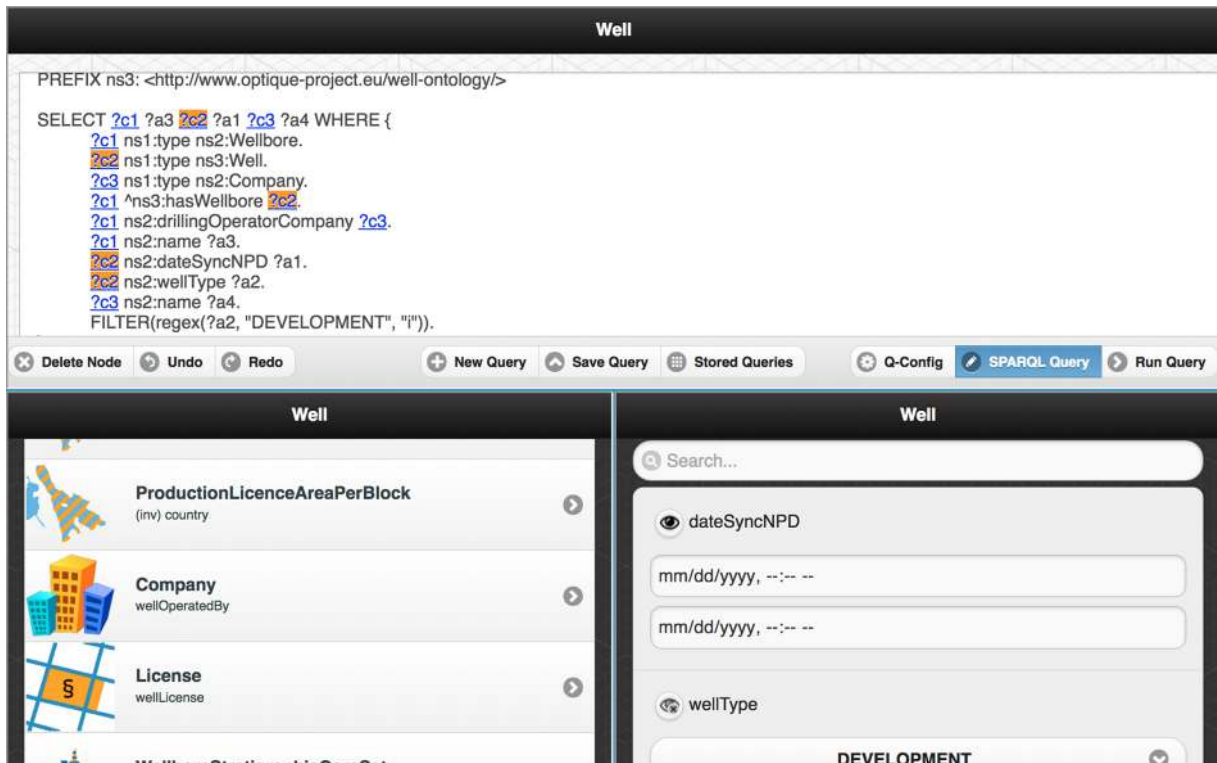 Well
PREFIX ns3: <http://www.optique-project.eu/well-ontology/>
SELECT ?c1 ?a3 ?c2 ?a1 ?c3 ?a4 WHERE {
?c1 ns1:type ns2:Wellbore.
?c2 ns1:type ns3:Well.
?c3 ns1:type ns2:Company.
?c1 ^ns3:hasWellbore ?c2.
?c1 ns2:drillingOperatorCompany ?c3.
?c1 ns2:name ?a3.
?c2 ns2:dateSyncNPD ?a1.
?c2 ns2:wellType ?a2.
?c3 ns2:name ?a4.
FILTER(regex(?a2, "DEVELOPMENT", "i")).
Delete Node Undo Redo New Query Save Query Stored Queries Q-Config SPARQL Query Run Query
Well
ProductionLicenceAreaPerBlock
(inv) country
Company
wellOperatedBy
§
License
wellLicense
Well
Search...
dateSyncNPD
mm/dd/yyyy, --:-- --
mm/dd/yyyy, --:-- --
wellType
DEVELOPMENT